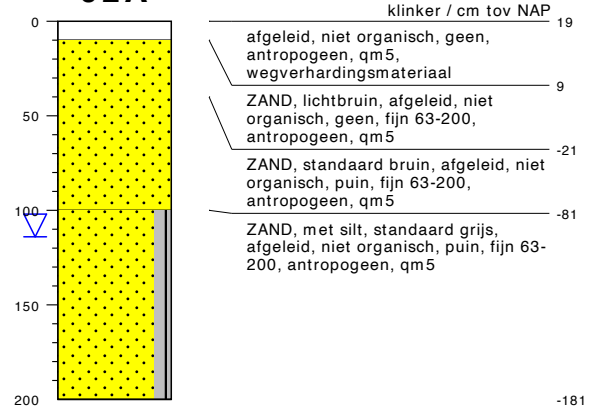 klinker / cm tov NAP
0
19
afgeleid, niet organisch, geen,
antropogeen, qm5,
wegverhardingsmateriaal
9
ZAND, lichtbruin, afgeleid, niet
organisch, geen, fijn 63-200,
antropogeen, qm5
50
-21
ZAND, standaard bruin, afgeleid, niet
organisch, puin, fijn 63-200,
antropogeen, qm5
100
-81
ZAND, met silt, standaard grijs,
afgeleid, niet organisch, puin, fijn 63-
200, antropogeen, qm5
150
200
-181